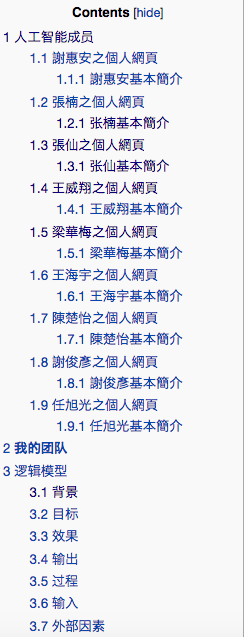 Contents [hide]
1 人工智能成员
1.1 謝惠安之個人網頁
1.1.1 謝惠安基本簡介
1.2 張楠之個人網頁
1.2.1 张楠基本簡介
1.3 張仙之個人網頁
1.3.1 张仙基本簡介
1.4 王威翔之個人網頁
1.4.1 王威翔基本簡介
1.5 梁華梅之個人網頁
1.5.1 梁華梅基本簡介
1.6 王海宇之個人網頁
1.6.1 王海宇基本簡介
1.7 陳楚怡之個人網頁
1.7.1 陳楚怡基本簡介
1.8 謝俊彥之個人網頁
1.8.1 謝俊彥基本簡介
1.9 任旭光之個人網頁
1.9.1 任旭光基本簡介
2 我的团队
3 逻辑模型
3.1 背景
3.2 目标
3.3 效果
3.4 输出
3.5 过程
3.6 输入
3.7 外部因素